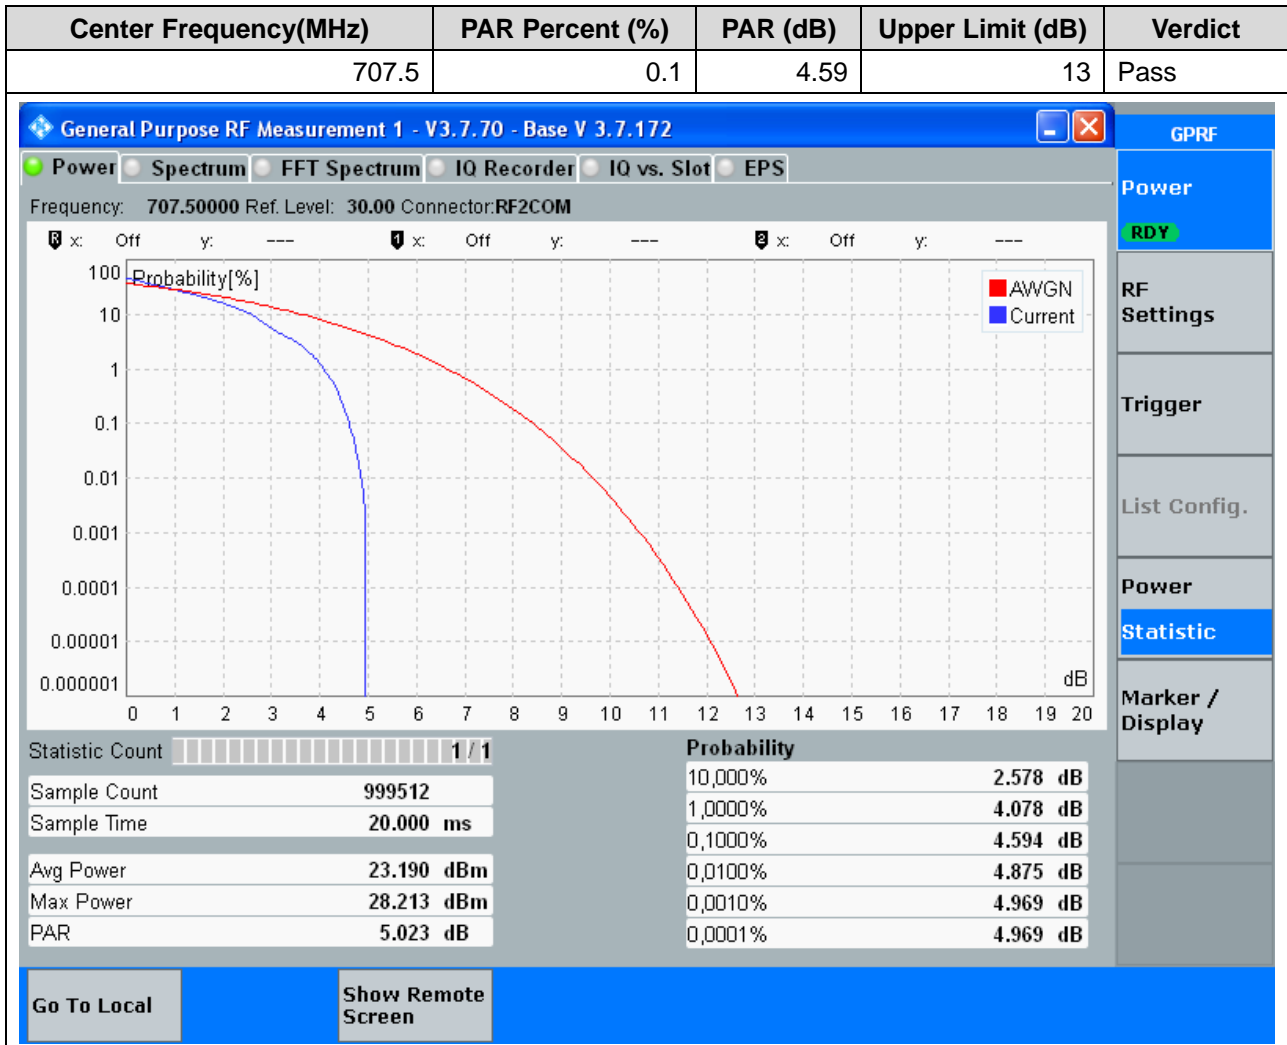 Center Frequency(MHz) PAR Percent (%) PAR (dB) Upper Limit (dB) Verdict
707.5 0.1 4.59 13 Pass
General Purpose RF Measurement 1 - V3.7.70 - Base V 3.7.172
GPRF
Power Spectrum FFT Spectrum IQ Recorder IQ vs. Slot EPS
Power
RDY
Frequency: 707.50000 Ref. Level: 30.00 Connector:RF2COM
R x: Off y: --- 1 x: Off y: --- 2 x: Off y: ---
Probability[%]
AWGN
Current
100
10
1
0.1
0.01
0.001
0.0001
0.00001
0.000001
dB
0 1 2 3 4 5 6 7 8 9 10 11 12 13 14 15 16 17 18 19 20
RF
Settings
Trigger
List Config.
Power
Statistic
Marker /
Display
Statistic Count 1 / 1
Sample Count 999512
Sample Time 20.000 ms
Avg Power 23.190 dBm
Max Power 28.213 dBm
PAR 5.023 dB
Probability
10,000% 2.578 dB
1,0000% 4.078 dB
0,1000% 4.594 dB
0,0100% 4.875 dB
0,0010% 4.969 dB
0,0001% 4.969 dB
Go To Local
Show Remote
Screen